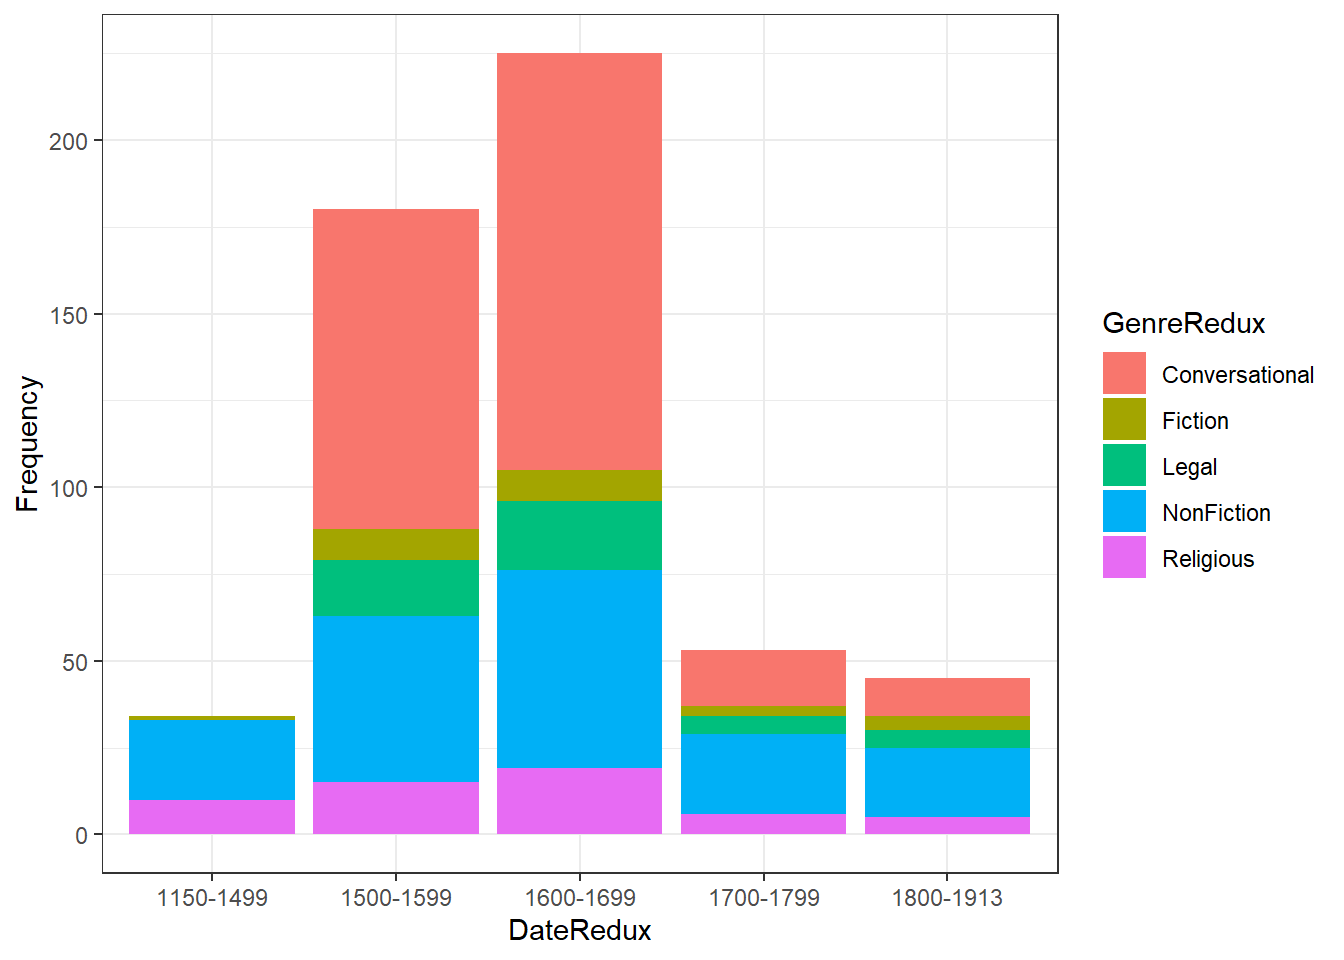 Frequency
200
150
100
50
0
1150-1499 1500-1599 1600-1699 1700-1799 1800-1913
DateRedux
GenreRedux
Conversational
Fiction
Legal
NonFiction
Religious